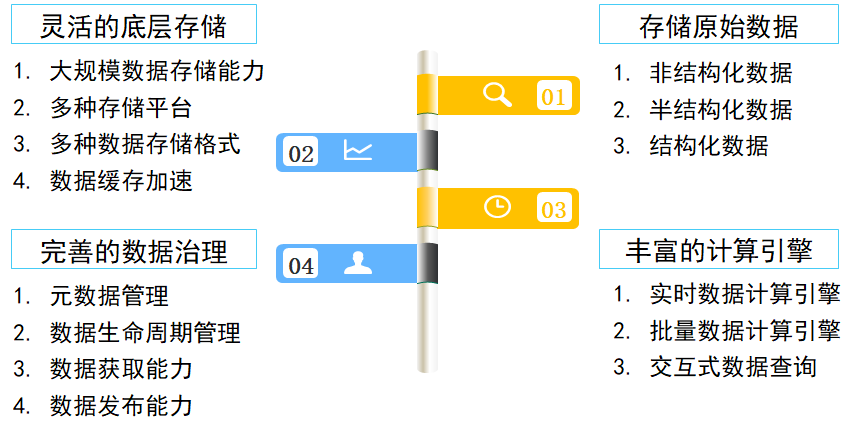 灵活的底层存储
1. 大规模数据存储能力
2. 多种存储平台
3. 多种数据存储格式
4. 数据缓存加速
存储原始数据
1. 非结构化数据
2. 半结构化数据
3. 结构化数据
01
02
03
04
完善的数据治理
1. 元数据管理
2. 数据生命周期管理
3. 数据获取能力
4. 数据发布能力
丰富的计算引擎
1. 实时数据计算引擎
2. 批量数据计算引擎
3. 交互式数据查询